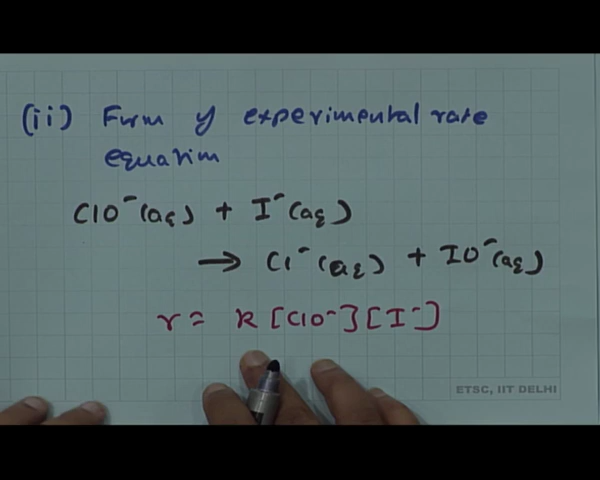 (ii) Form of experimental rate
equation
ClO⁻(aq) + I⁻(aq)
→ Cl⁻(aq) + IO⁻(aq)
r = k [ClO⁻][I⁻]
ETSC, IIT DELHI